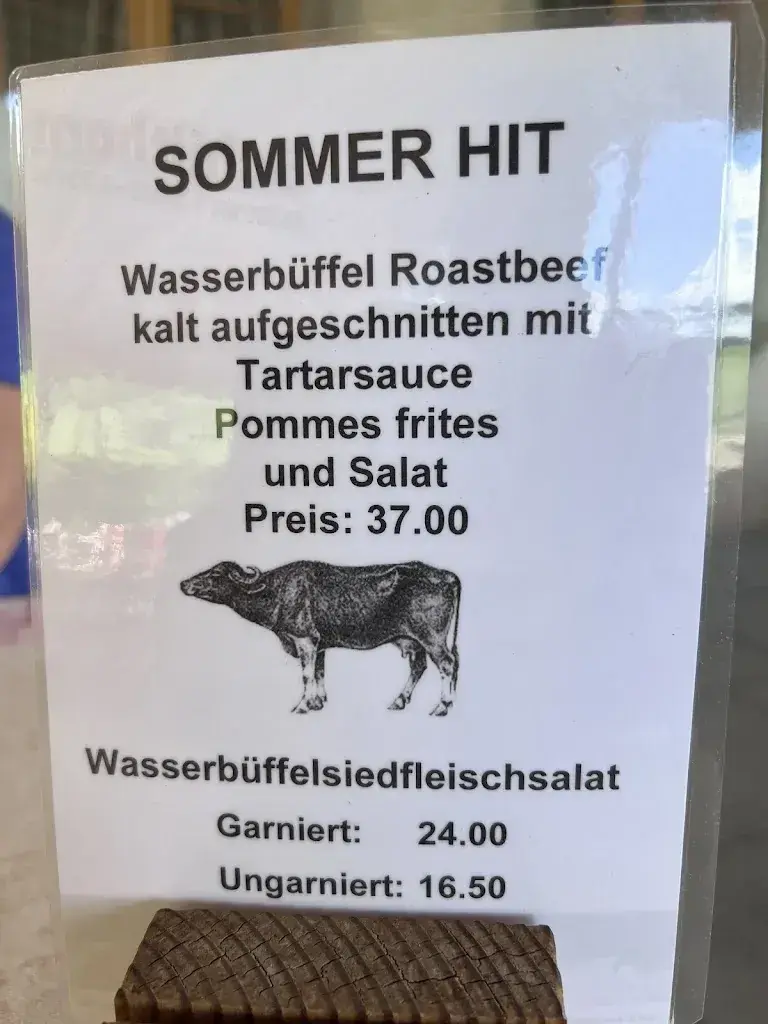 SOMMER HIT
Wasserbüffel Roastbeef
kalt aufgeschnitten mit
Tartarsauce
Pommes frites
und Salat
Preis: 37.00
Wasserbüffelsiedfleischsalat
Garniert: 24.00
Ungarniert: 16.50